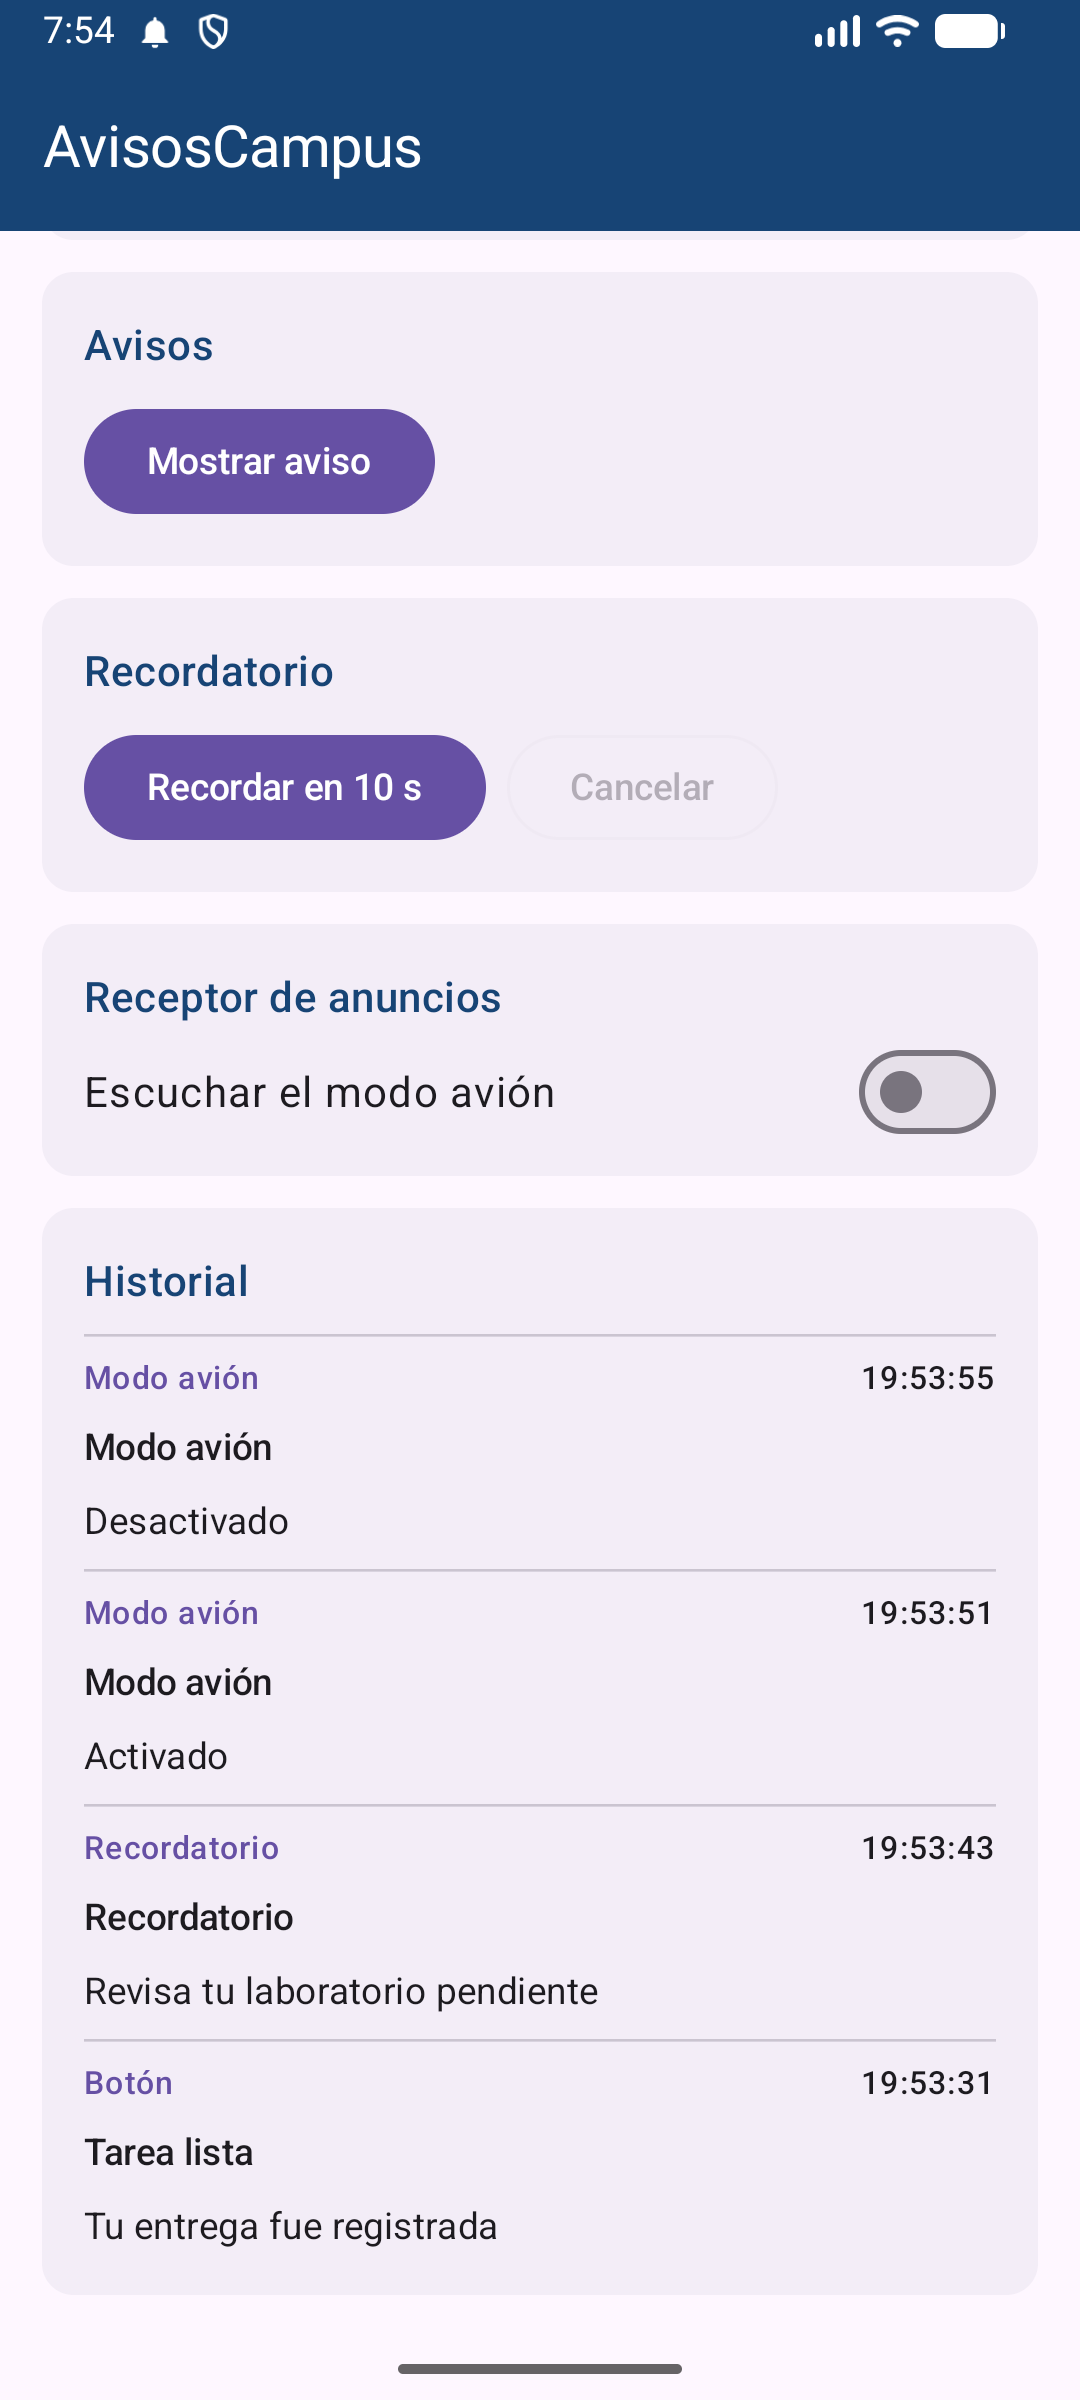 7:54
AvisosCampus
Avisos
Mostrar aviso
Recordatorio
Recordar en 10 s
Cancelar
Receptor de anuncios
Escuchar el modo avión
Historial
Modo avión 19:53:55
Modo avión
Desactivado
Modo avión 19:53:51
Modo avión
Activado
Recordatorio 19:53:43
Recordatorio
Revisa tu laboratorio pendiente
Botón 19:53:31
Tarea lista
Tu entrega fue registrada